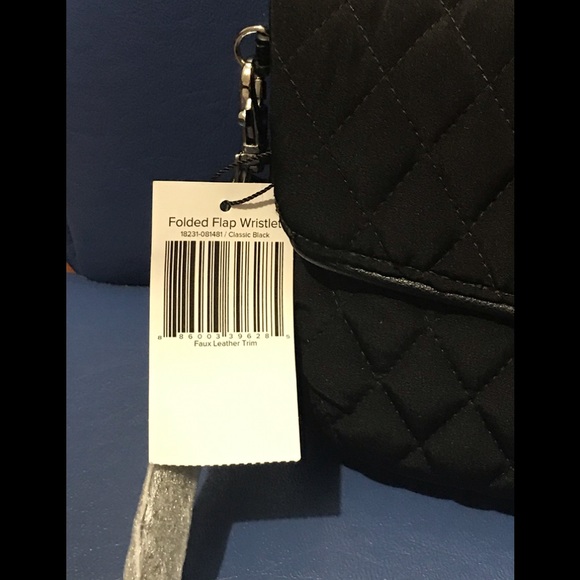 Folded Flap Wristlet
18231-081481 / Classic Black
8 86003 39628 5
Faux Leather Trim